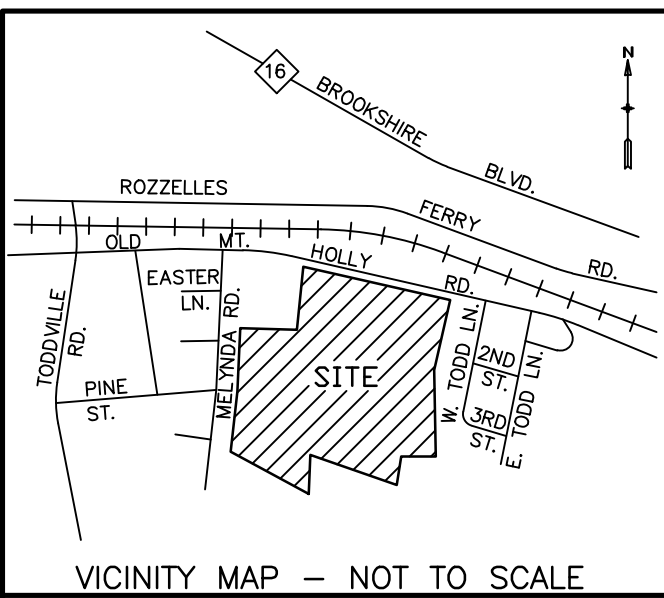 N
16
BROOKSHIRE
BLVD.
ROZZELLES
FERRY
RD.
OLD
MT.
HOLLY
RD.
EASTER
LN.
TODDVILLE
RD.
MELYNDA RD.
PINE
ST.
SITE
W. TODD LN.
2ND
ST.
3RD
ST.
E. TODD LN.
VICINITY MAP – NOT TO SCALE